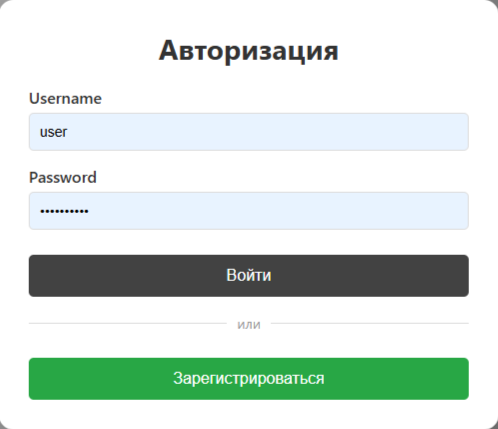 Авторизация
Username
user
Password
••••••••••
Войти
или
Зарегистрироваться